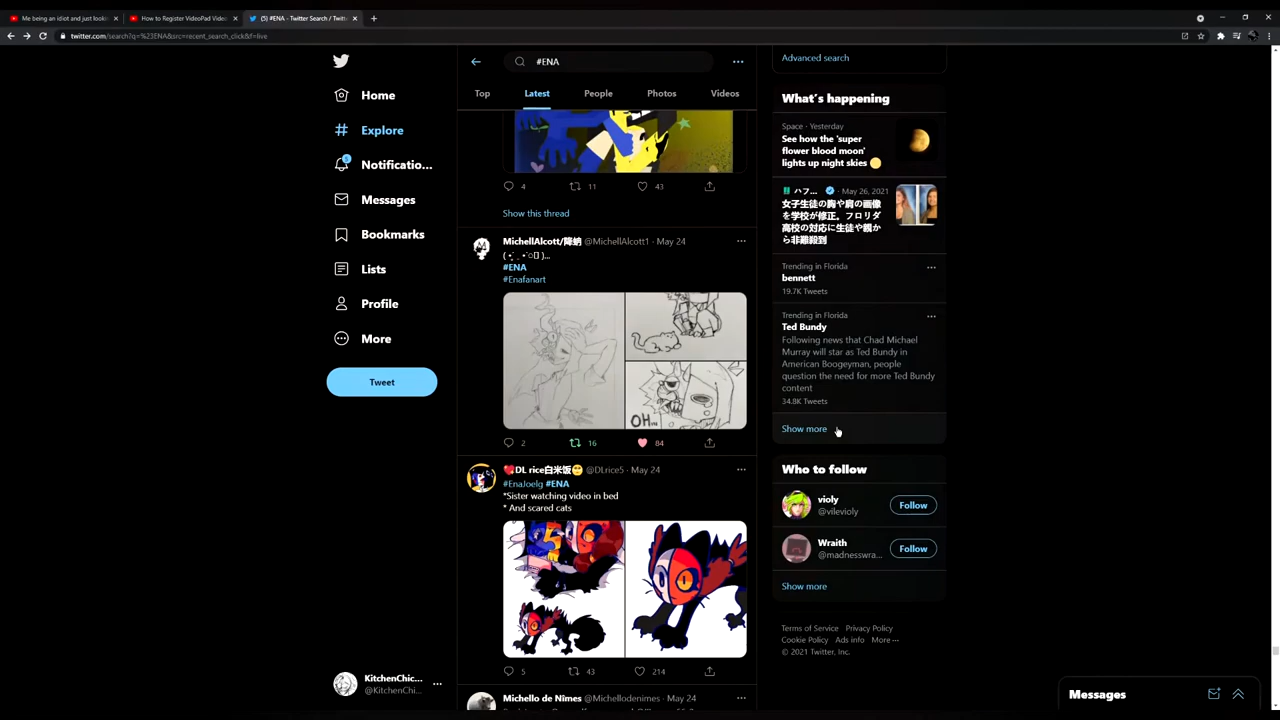 Me being an idiot and just look
How to Register VideoPad Vide
(5) #ENA - Twitter Search / Twitt
twitter.com/search?q=%23ENA&src=recent_search_click&f=live
Home
Explore
Notificatio...
Messages
Bookmarks
Lists
Profile
More
Tweet
KitchenChic...
@KitchenChi...
#ENA
Top
Latest
People
Photos
Videos
4
11
43
Show this thread
MichellAlcott/降蚺 @MichellAlcott1 · May 24
#ENA
#Enafanart
OH...
2
16
84
DL rice白米饭 @DLrice5 · May 24
#EnaJoelg #ENA
*Sister watching video in bed
* And scared cats
5
43
214
Michello de Nîmes @Michellodenimes · May 24
Advanced search
What's happening
Space · Yesterday
See how the 'super
flower blood moon'
lights up night skies
ハフ... · May 26, 2021
女子生徒の胸や肩の画像
を学校が修正。フロリダ
高校の対応に生徒や親か
ら非難殺到
Trending in Florida
bennett
19.7K Tweets
Trending in Florida
Ted Bundy
Following news that Chad Michael
Murray will star as Ted Bundy in
American Boogeyman, people
question the need for more Ted Bundy
content
34.8K Tweets
Show more
Who to follow
violy
@vilevioly
Follow
Wraith
@madnesswra...
Follow
Show more
Terms of Service Privacy Policy
Cookie Policy Ads info More ...
© 2021 Twitter, Inc.
Messages